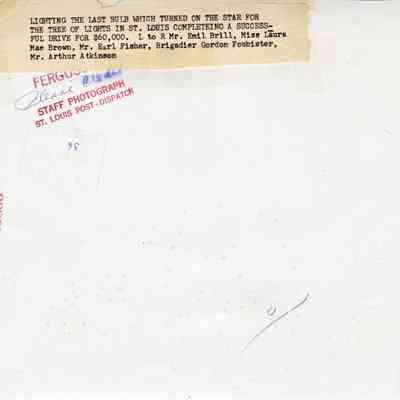 LIGHTING THE LAST BULB WHICH TURNED ON THE STAR FOR
THE TREE OF LIGHTS IN ST. LOUIS COMPLETEING A SUCCESS-
FUL DRIVE FOR $60,000. L to R Mr. Emil Brill, Miss Laura
Mae Brown, Mr. Earl Fisher, Brigadier Gordon Fosbister,
Mr. Arthur Atkinson
Please
STAFF PHOTOGRAPH
ST. LOUIS POST-DISPATCH